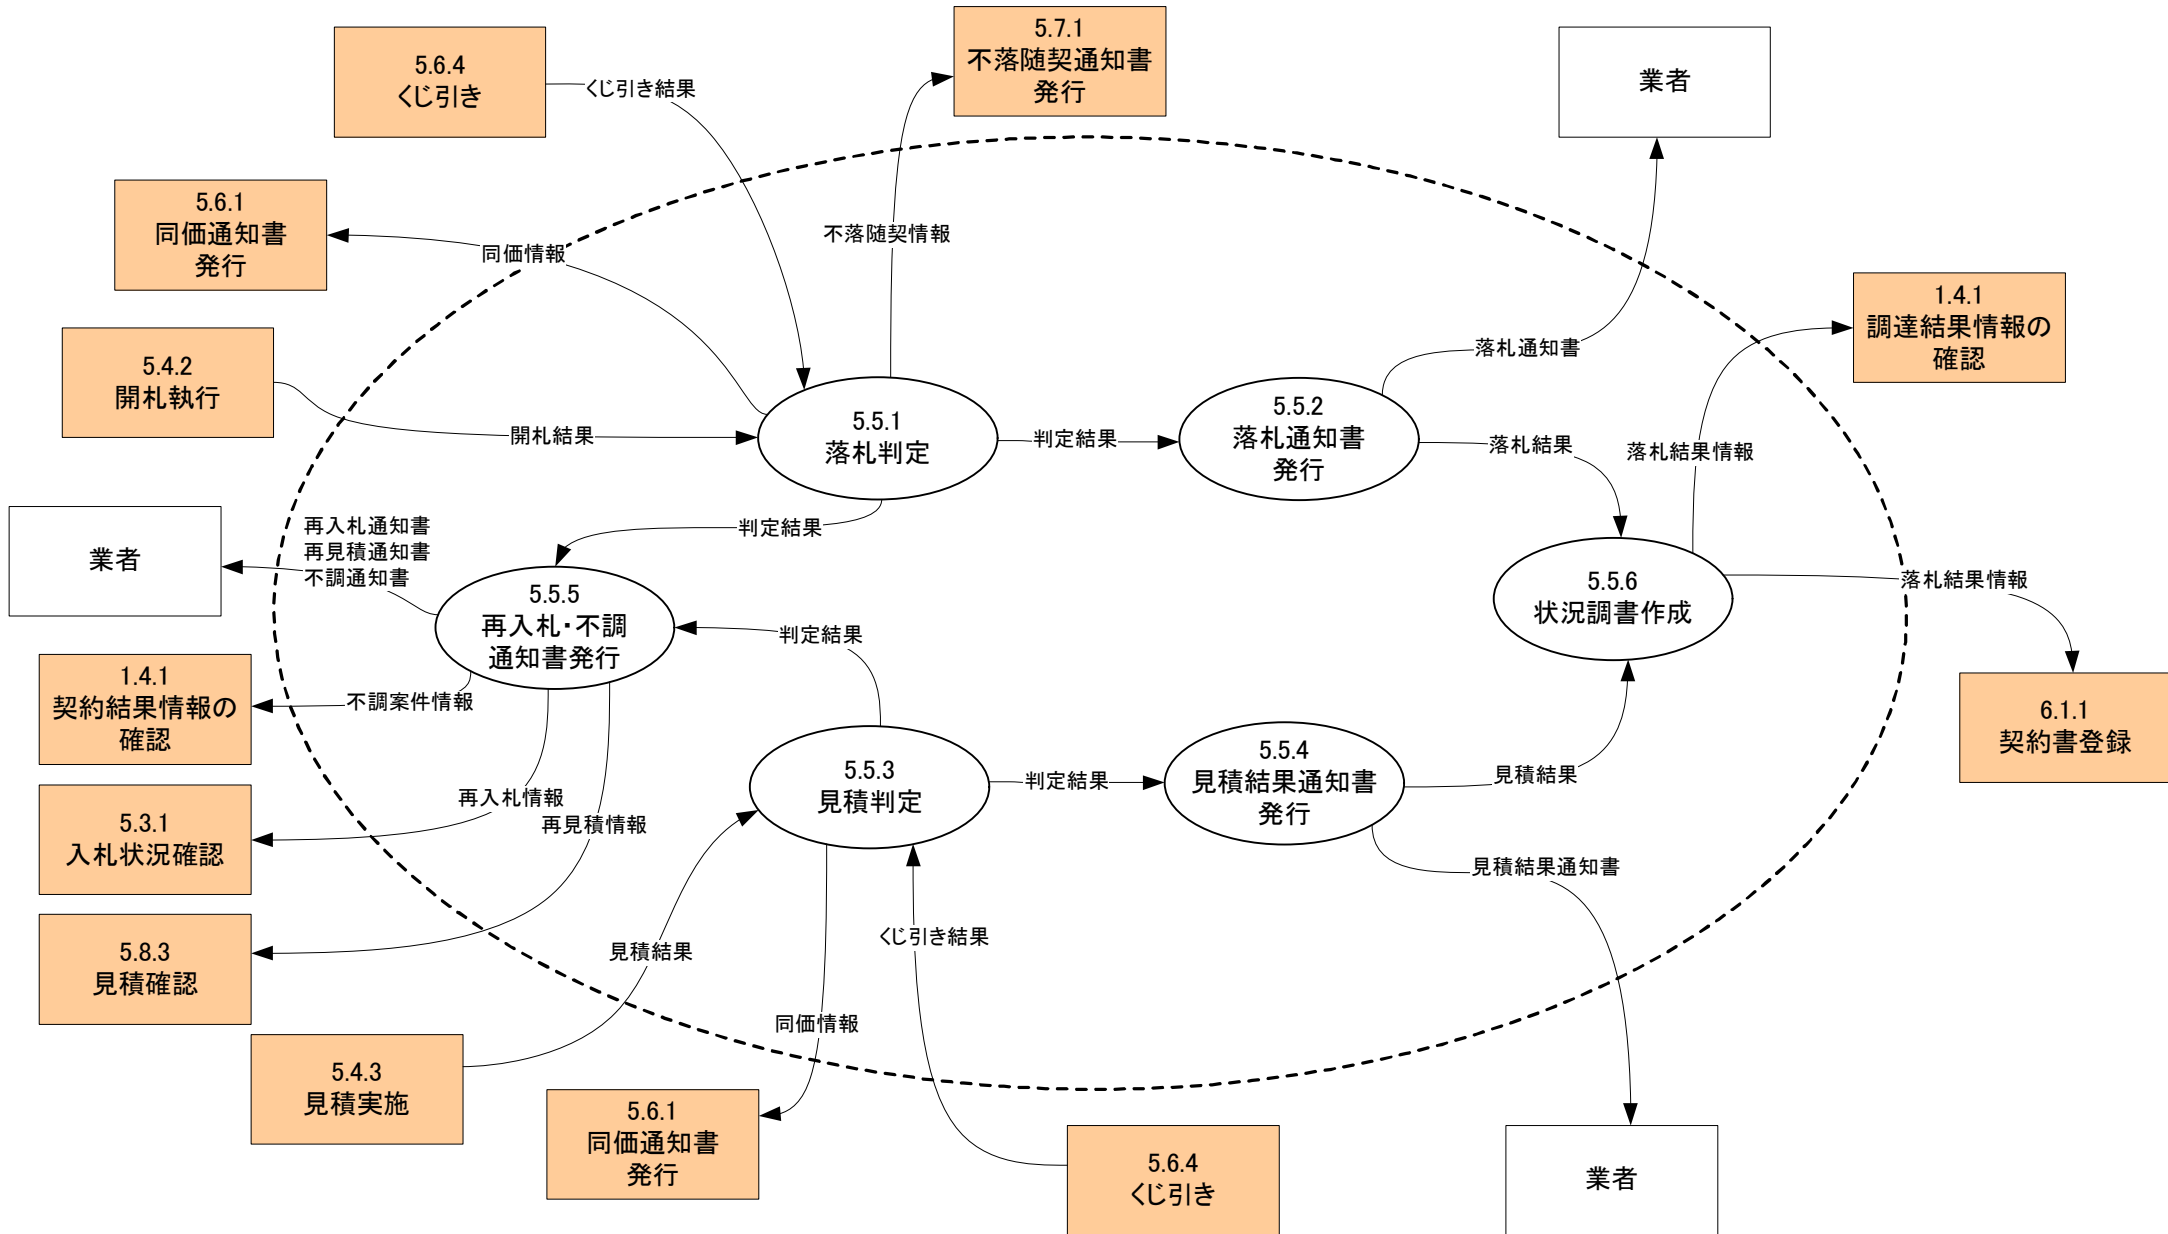 5.6.4
くじ引き
くじ引き結果
5.7.1
不落随契通知書
発行
業者
5.6.1
同価通知書
発行
同価情報
不落随契情報
1.4.1
調達結果情報の
確認
5.4.2
開札執行
開札結果
5.5.1
落札判定
判定結果
5.5.2
落札通知書
発行
落札通知書
落札結果
落札結果情報
業者
再入札通知書
再見積通知書
不調通知書
判定結果
5.5.5
再入札・不調
通知書発行
判定結果
5.5.6
状況調書作成
落札結果情報
1.4.1
契約結果情報の
確認
不調案件情報
6.1.1
契約書登録
5.3.1
入札状況確認
再入札情報
再見積情報
5.5.3
見積判定
判定結果
5.5.4
見積結果通知書
発行
見積結果
見積結果通知書
5.8.3
見積確認
見積結果
くじ引き結果
同価情報
5.4.3
見積実施
5.6.1
同価通知書
発行
5.6.4
くじ引き
業者